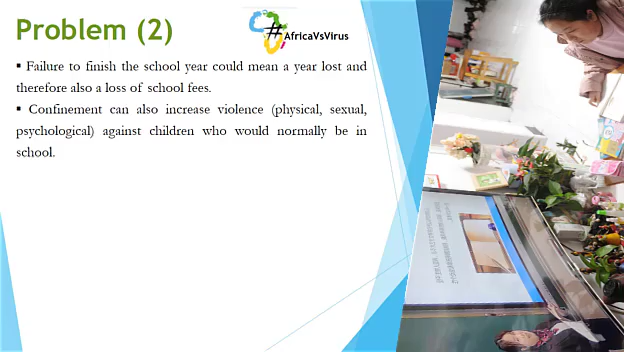 Problem (2)
#AfricaVsVirus
▪ Failure to finish the school year could mean a year lost and
therefore also a loss of school fees.
▪ Confinement can also increase violence (physical, sexual,
psychological) against children who would normally be in
school.